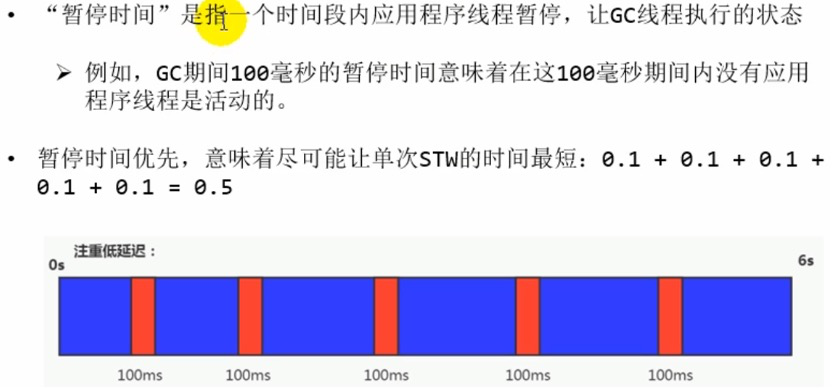 • “暂停时间”是指一个时间段内应用程序线程暂停，让GC线程执行的状态
➢ 例如，GC期间100毫秒的暂停时间意味着在这100毫秒期间内没有应用
程序线程是活动的。
• 暂停时间优先，意味着尽可能让单次STW的时间最短：0.1 + 0.1 + 0.1 +
0.1 + 0.1 = 0.5
注重低延迟：
0s 6s
100ms 100ms 100ms 100ms 100ms